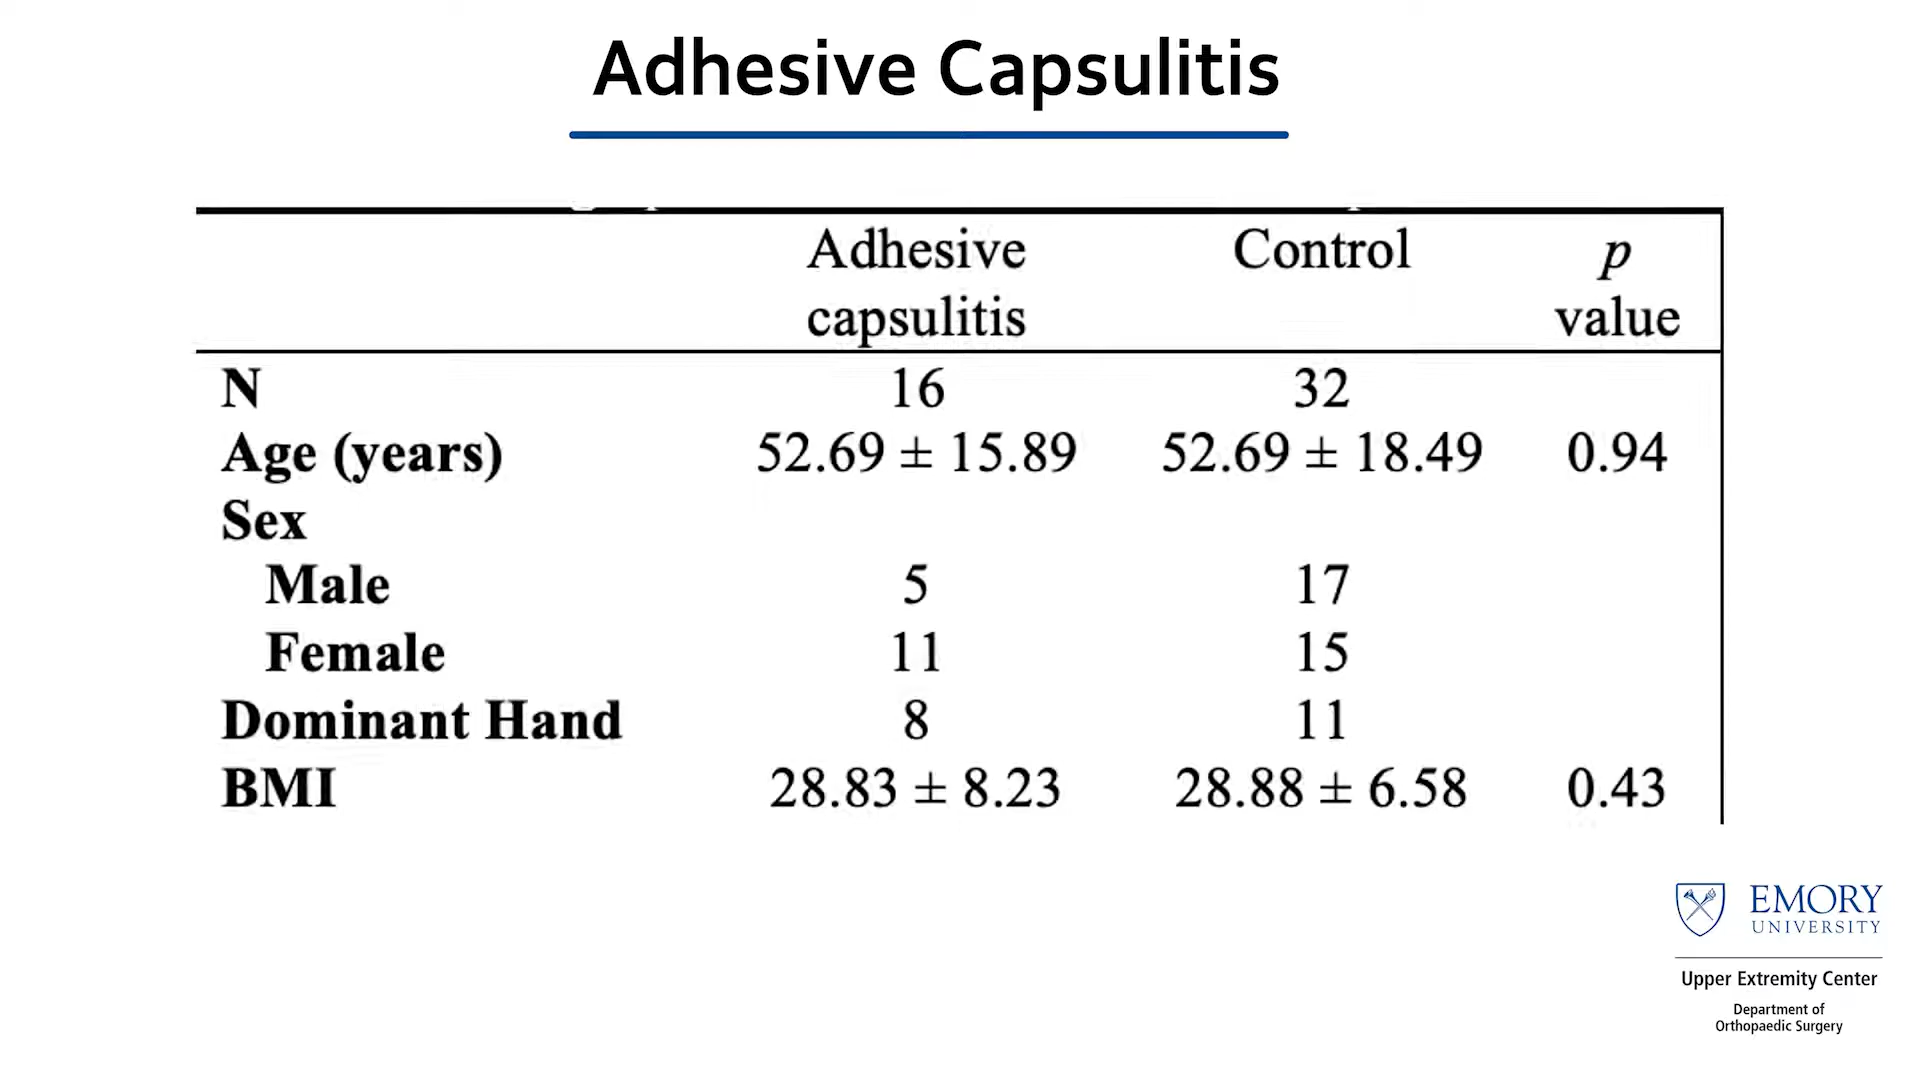 Adhesive Capsulitis
Adhesive capsulitis Control p value
N 16 32
Age (years) 52.69 ± 15.89 52.69 ± 18.49 0.94
Sex
Male 5 17
Female 11 15
Dominant Hand 8 11
BMI 28.83 ± 8.23 28.88 ± 6.58 0.43
EMORY
UNIVERSITY
Upper Extremity Center
Department of
Orthopaedic Surgery